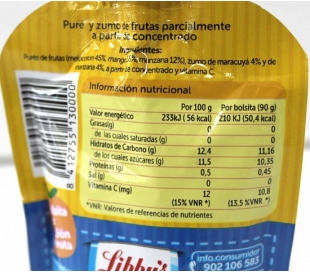 Puré y zumo de frutas parcialmente
a partir de concentrado
Ingredientes:
Purés de frutas (melocotón 45%, mango 8%, manzana 12%), zumo de maracuyá 4% y de
manzana 4%, a partir de concentrado y vitamina C
Información nutricional
Por 100 g Por bolsita (90 g)
Valor energético 233kJ (56 kcal) 210 KJ (50,4 kcal)
Grasas(g) 0 0
de las cuales saturadas (g) 0 0
Hidratos de Carbono (g) 12,4 11,16
de los cuales azúcares (g) 11,5 10,35
Proteínas (g) 0,5 0,45
Sal (g) 0 0
Vitamina C (mg) 12 10,8
(15% VNR*) (13,5 %VNR*)
*VNR: Valores de referencias de nutrientes
8 412755 130000
Libby's
info.consumidor
902 106 583